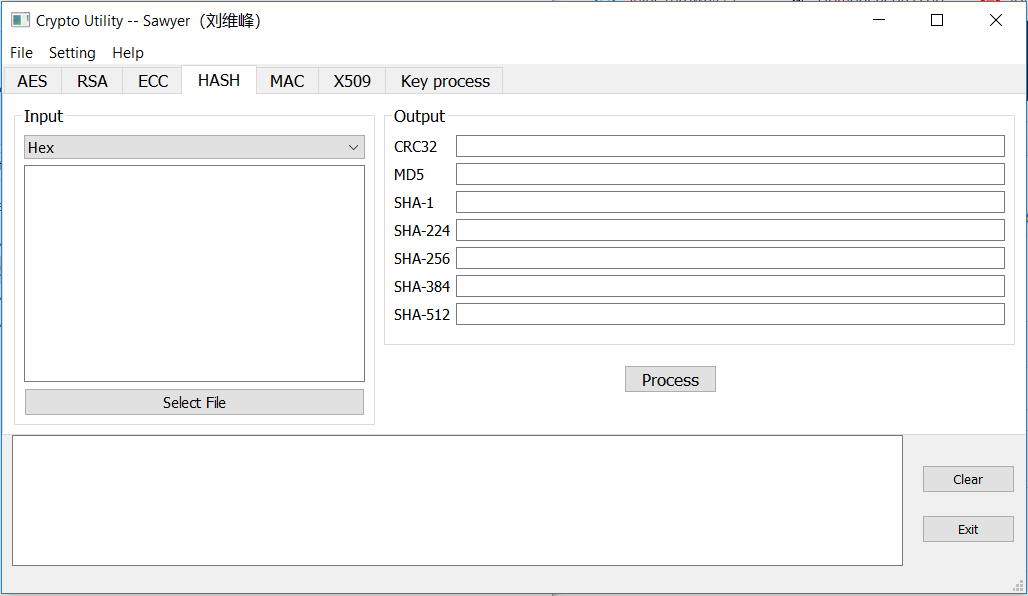 Crypto Utility -- Sawyer（刘维峰）
File Setting Help
AES RSA ECC HASH MAC X509 Key process
Input
Hex
Select File
Output
CRC32
MD5
SHA-1
SHA-224
SHA-256
SHA-384
SHA-512
Process
Clear
Exit